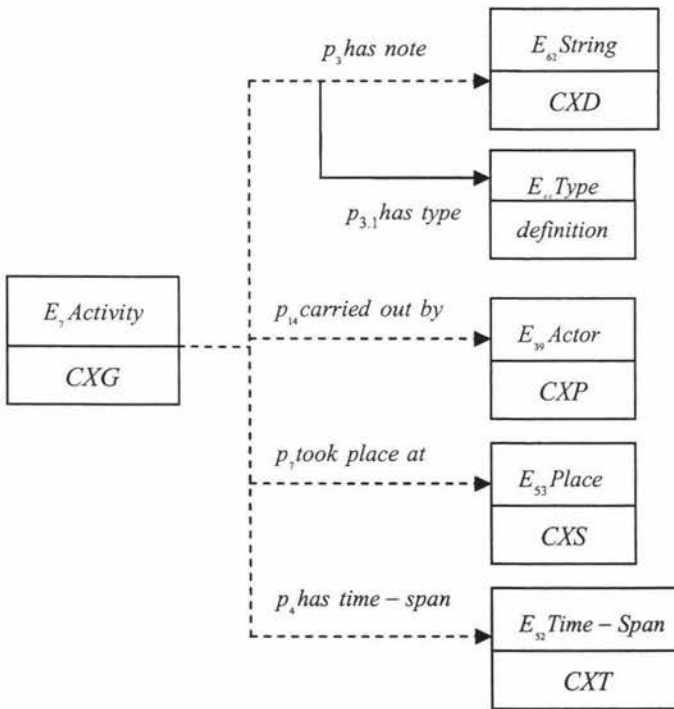 p₃ has note
E₆₂ String
CXD
Type
p₃.₁ has type
definition
E₇ Activity
CXG
p₁₄ carried out by
E₃₉ Actor
CXP
p₇ took place at
E₅₃ Place
CXS
p₄ has time – span
E₅₂ Time – Span
CXT